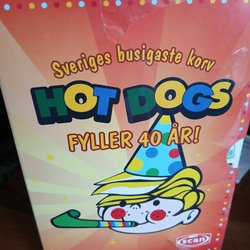 Sveriges busigaste korv
HOT DOGS
FYLLER 40 ÅR!
scan